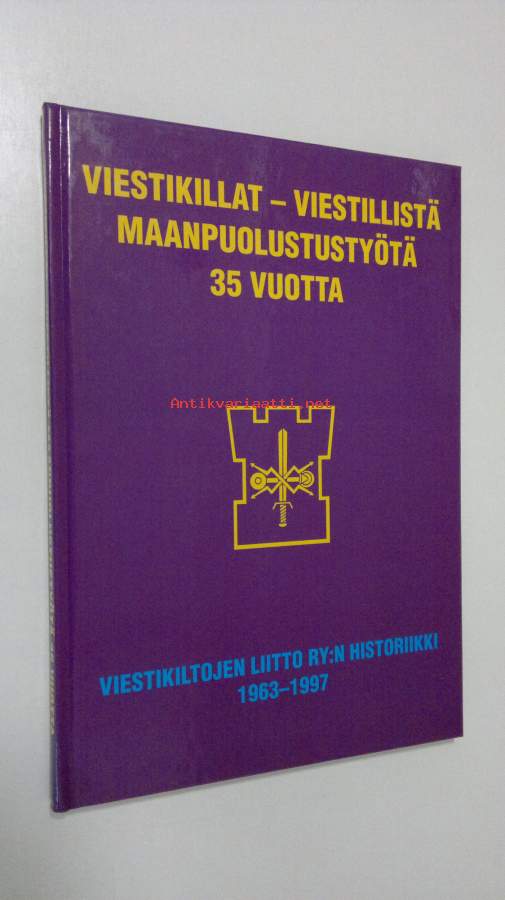 VIESTIKILLAT – VIESTILLISTÄ
MAANPUOLUSTUSTYÖTÄ
35 VUOTTA
Antikvariaatti.net
VIESTIKILTOJEN LIITTO RY:N HISTORIIKKI
1963–1997